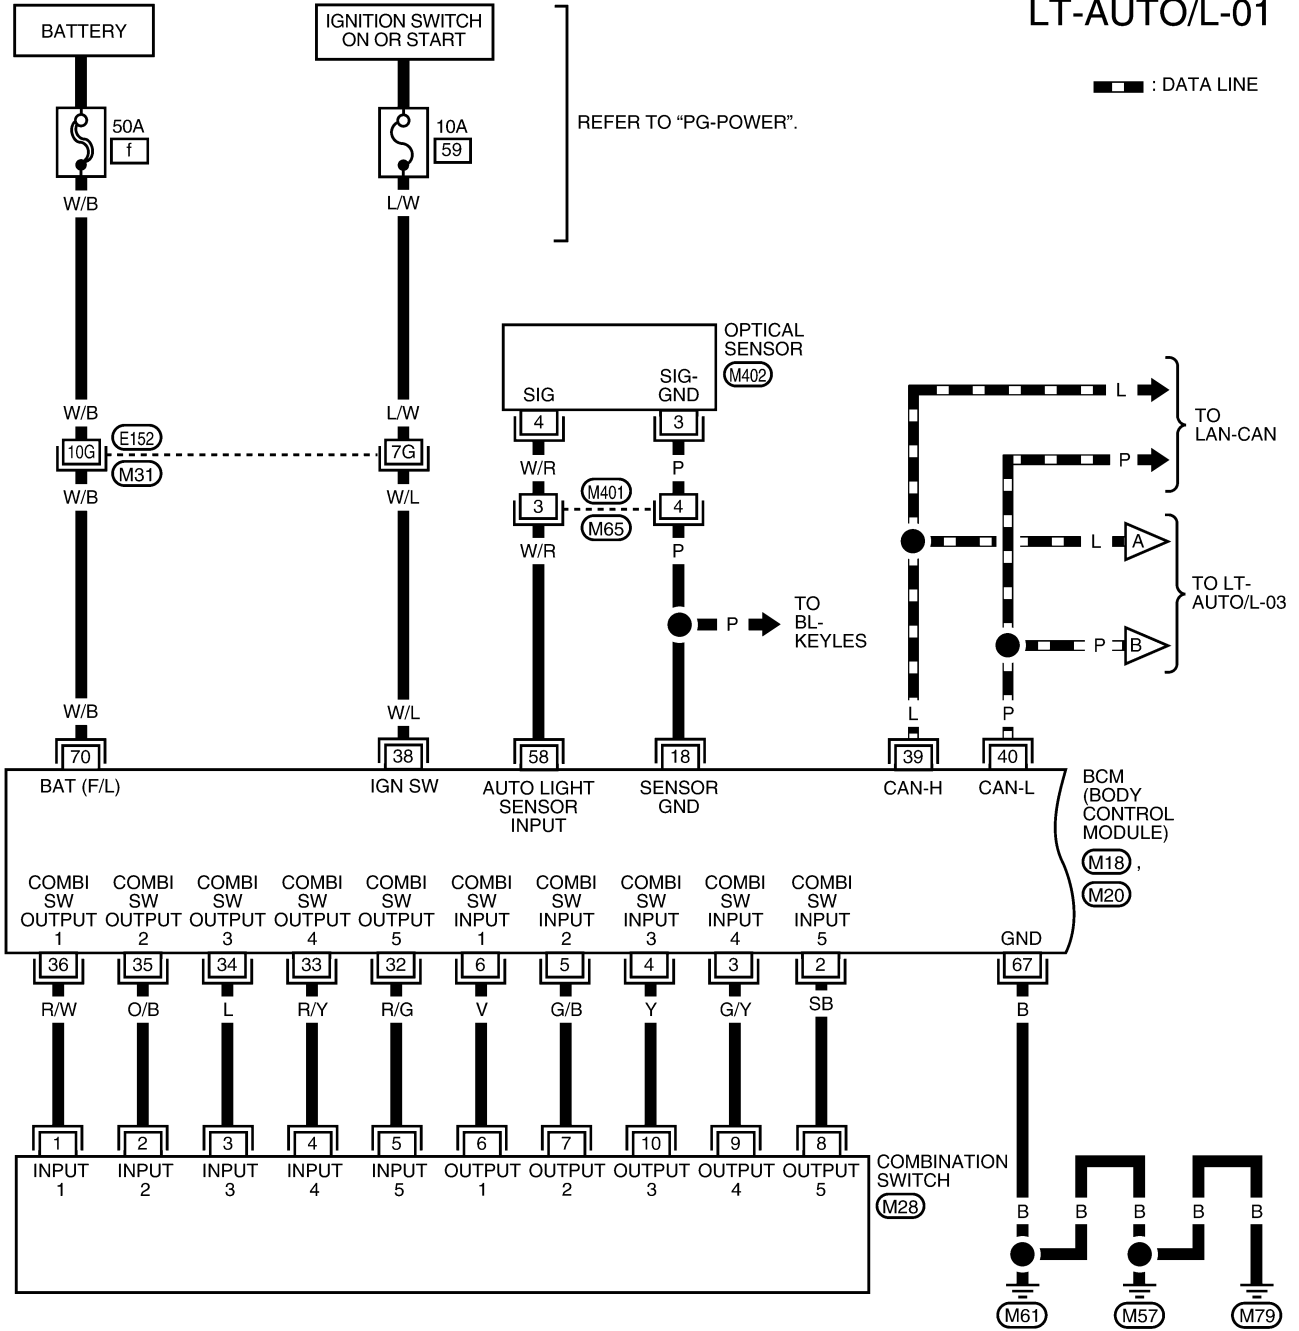 LT-AUTO/L-01
: DATA LINE
BATTERY
IGNITION SWITCH
ON OR START
50A
f
10A
59
REFER TO “PG-POWER”.
W/B
L/W
W/B
L/W
10G
E152
M31
7G
W/B
W/L
OPTICAL
SENSOR
M402
SIG
SIG-
GND
4
3
W/R
P
3
M401
M65
4
W/R
P
P
TO
BL-
KEYLES
L
P
TO
LAN-CAN
L
A
P
B
TO LT-
AUTO/L-03
W/B
W/L
L
P
70
38
58
18
39
40
BAT (F/L)
IGN SW
AUTO LIGHT
SENSOR
INPUT
SENSOR
GND
CAN-H
CAN-L
BCM
(BODY
CONTROL
MODULE)
M18 ,
M20
COMBI
SW
OUTPUT
1
COMBI
SW
OUTPUT
2
COMBI
SW
OUTPUT
3
COMBI
SW
OUTPUT
4
COMBI
SW
OUTPUT
5
COMBI
SW
INPUT
1
COMBI
SW
INPUT
2
COMBI
SW
INPUT
3
COMBI
SW
INPUT
4
COMBI
SW
INPUT
5
GND
36
35
34
33
32
6
5
4
3
2
67
R/W
O/B
L
R/Y
R/G
V
G/B
Y
G/Y
SB
B
1
2
3
4
5
6
7
10
9
8
INPUT
1
INPUT
2
INPUT
3
INPUT
4
INPUT
5
OUTPUT
1
OUTPUT
2
OUTPUT
3
OUTPUT
4
OUTPUT
5
COMBINATION
SWITCH
M28
B
B
B
B
B
M61
M57
M79